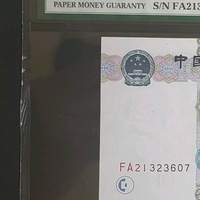 PAPER MONEY GUARANTY S/N FA213
中国
FA21323607